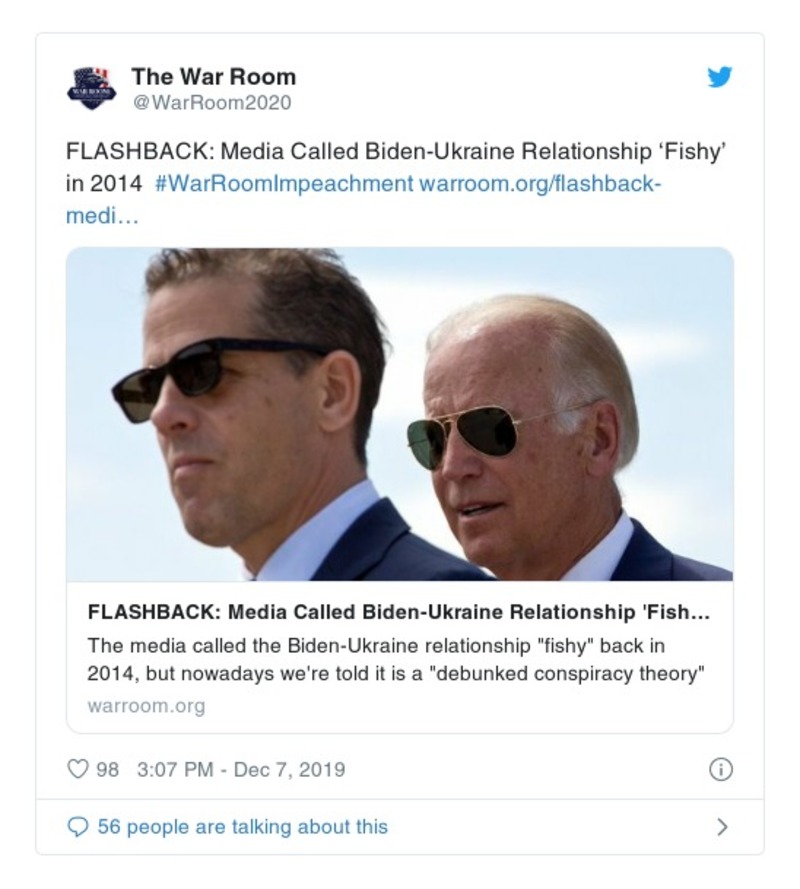 The War Room
@WarRoom2020
FLASHBACK: Media Called Biden-Ukraine Relationship ‘Fishy’
in 2014 #WarRoomImpeachment warroom.org/flashback-
medi…
FLASHBACK: Media Called Biden-Ukraine Relationship 'Fish...
The media called the Biden-Ukraine relationship "fishy" back in
2014, but nowadays we're told it is a "debunked conspiracy theory"
warroom.org
98 3:07 PM - Dec 7, 2019
56 people are talking about this